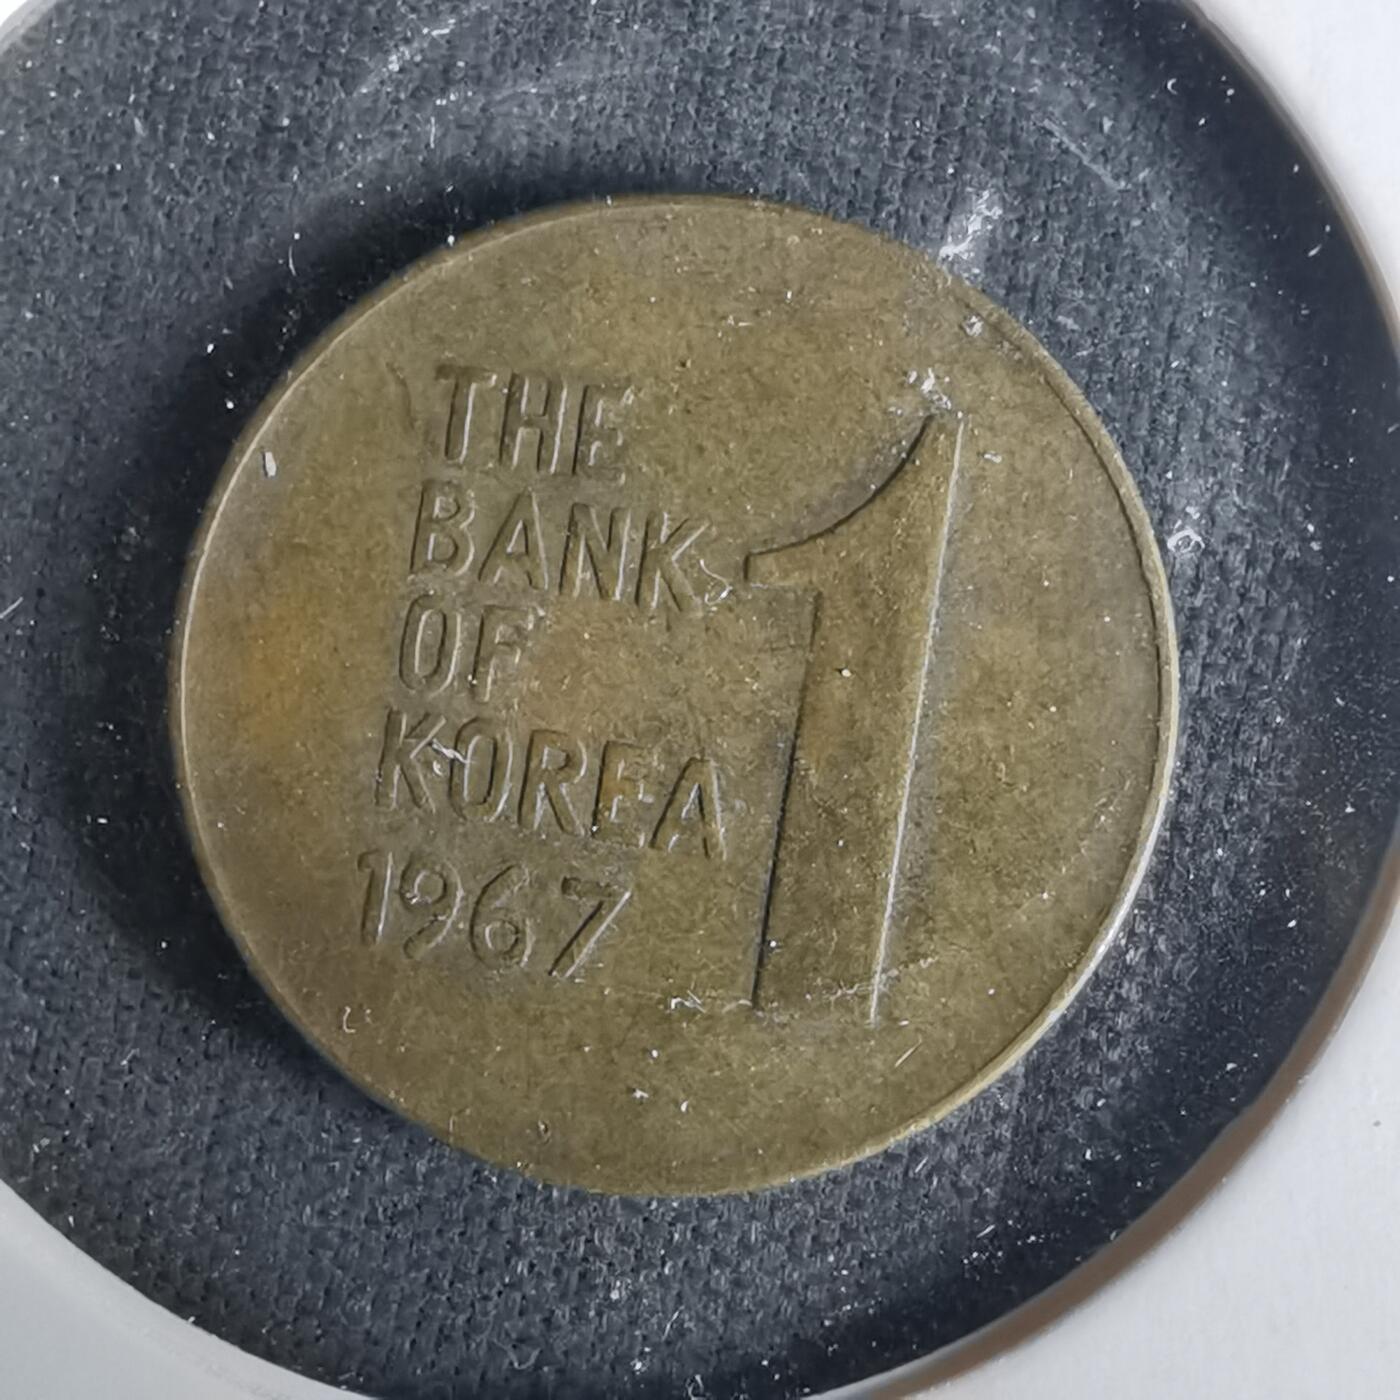 THE
BANK
OF
KOREA
1967
1